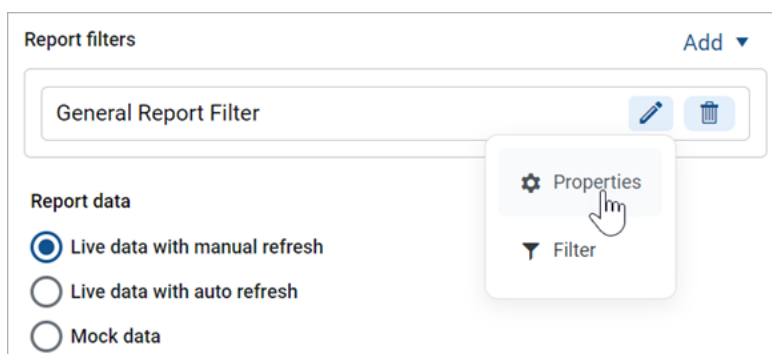 Report filters
Add
General Report Filter
Properties
Report data
Live data with manual refresh
Filter
Live data with auto refresh
Mock data